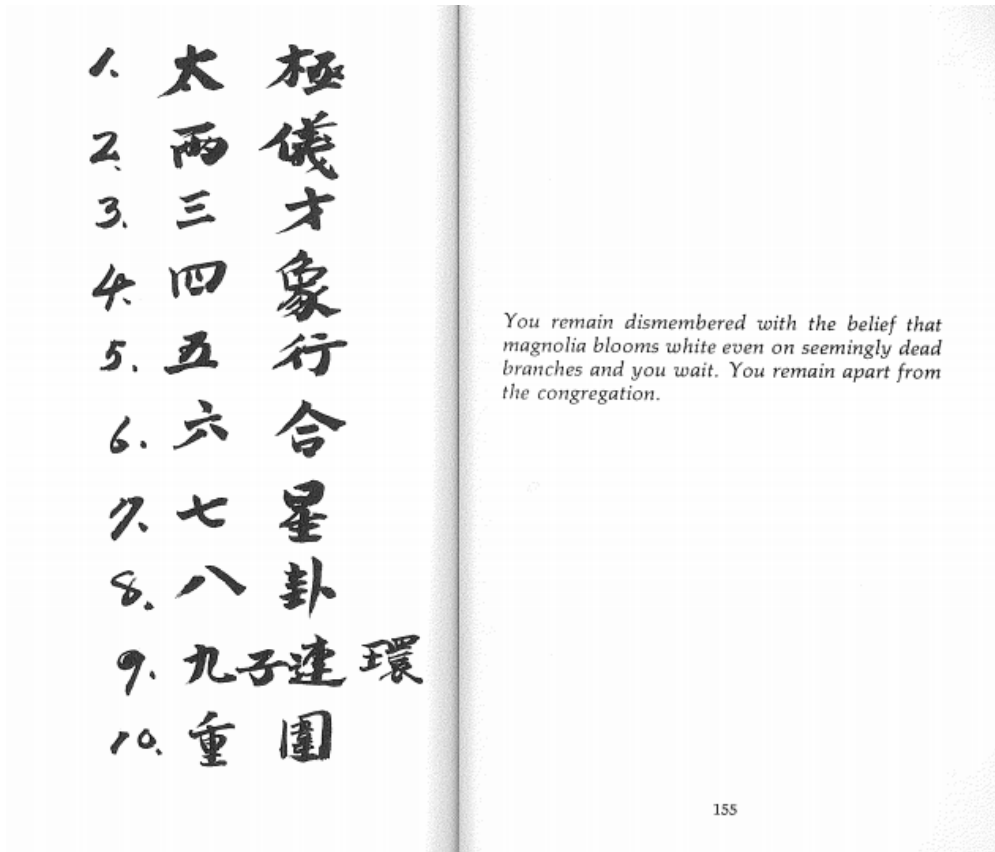 1. 太極
2. 兩儀
3. 三才
4. 四象
5. 五行
6. 六合
7. 七星
8. 八卦
9. 九子連環
10. 重圍
You remain dismembered with the belief that
magnolia blooms white even on seemingly dead
branches and you wait. You remain apart from
the congregation.
155